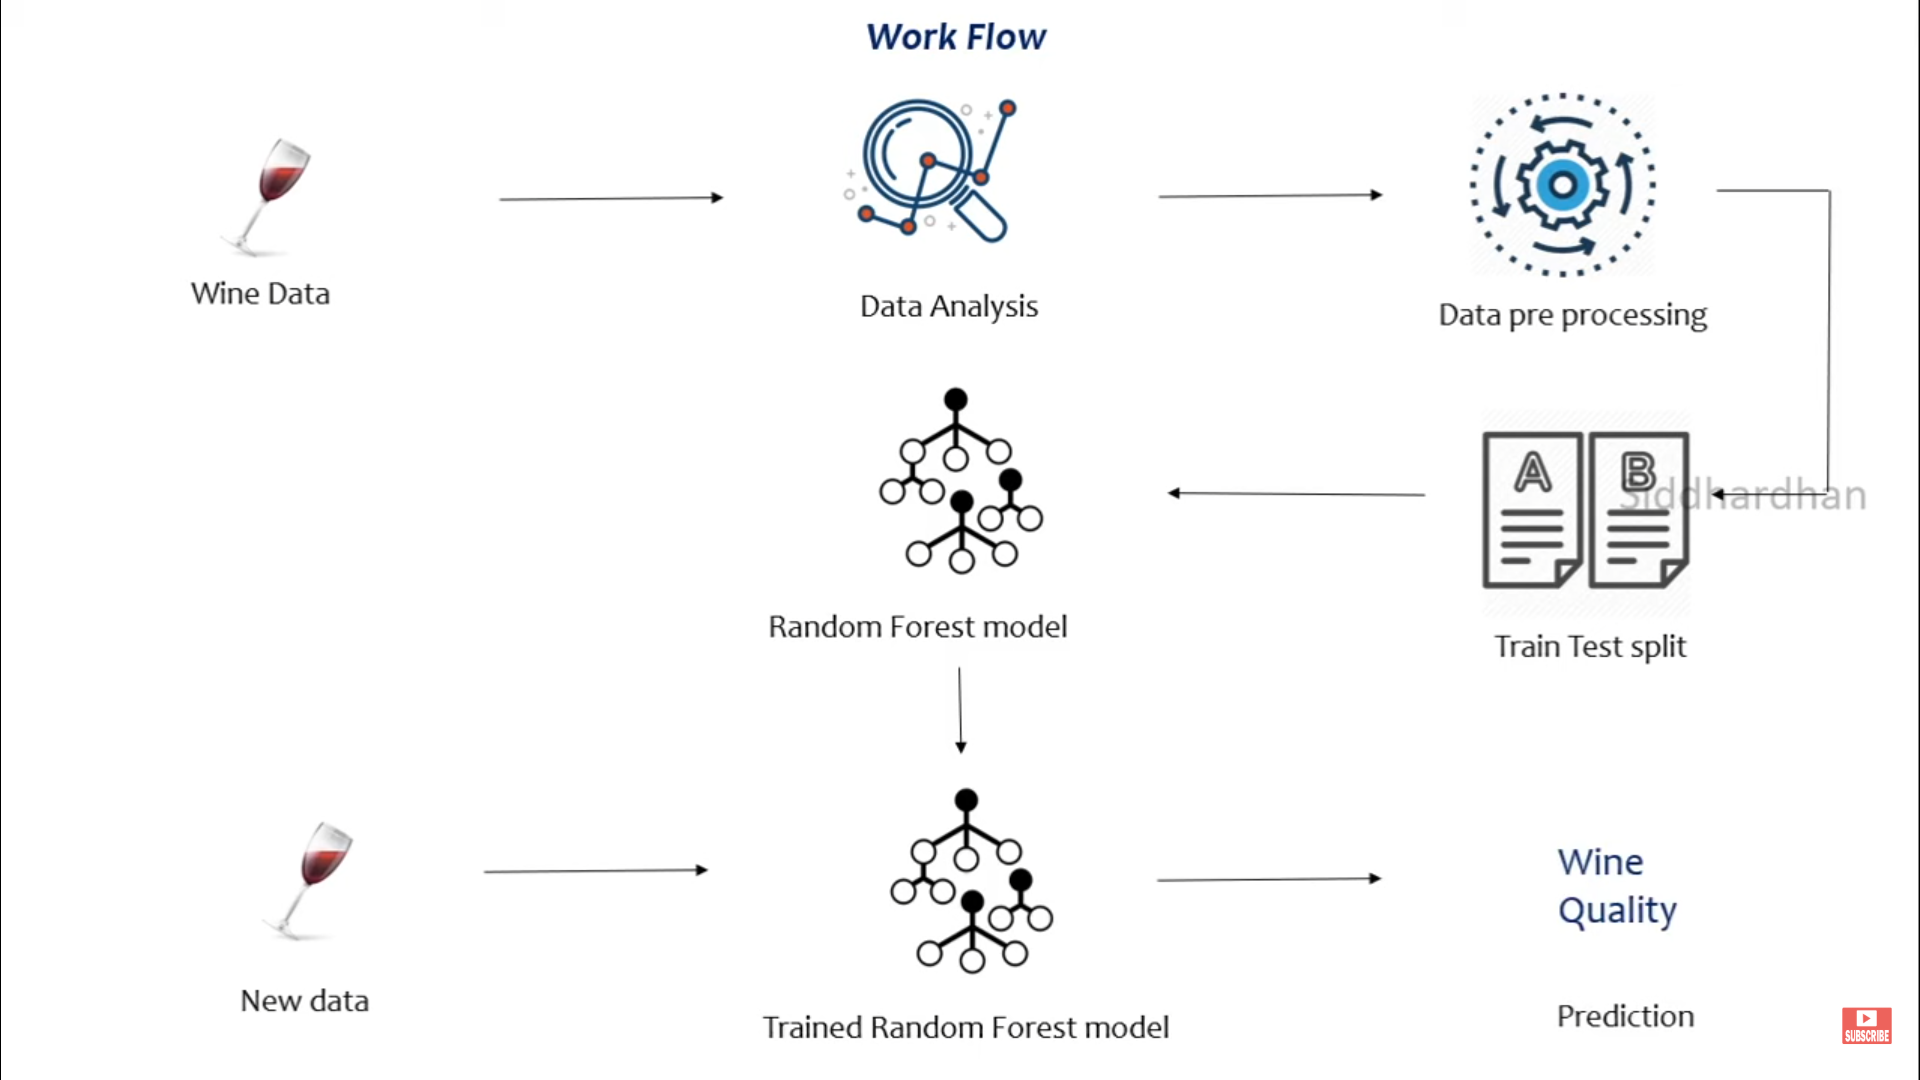 Work Flow
Wine Data
Data Analysis
Data pre processing
A
B
Siddhardhan
Random Forest model
Train Test split
Wine
Quality
New data
Trained Random Forest model
Prediction
SUBSCRIBE